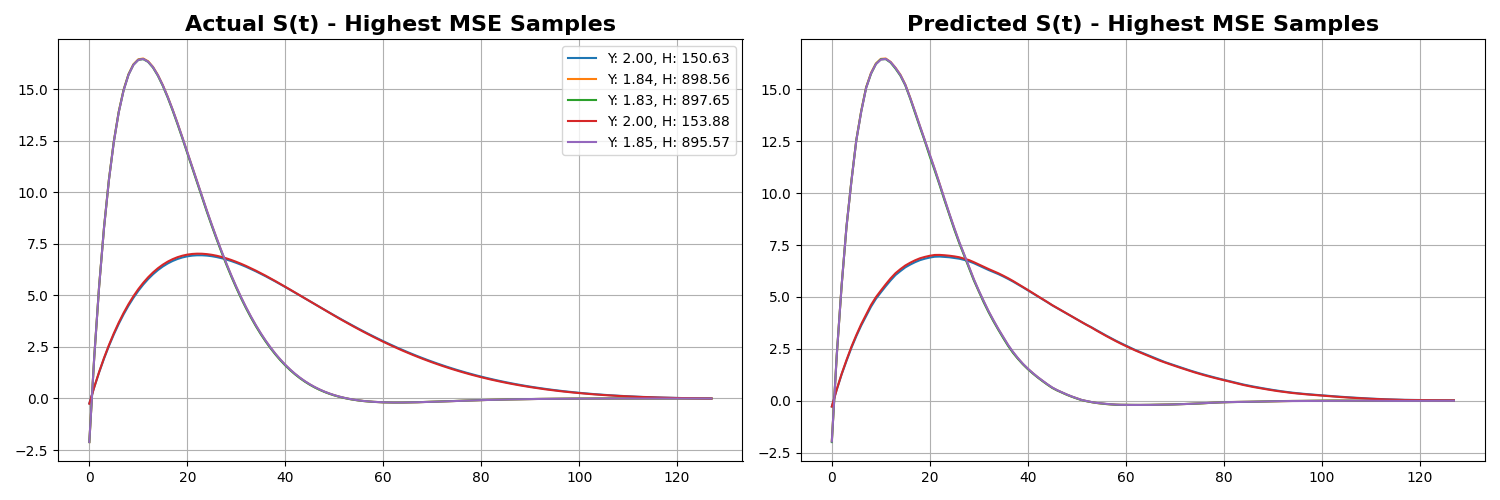 Actual S(t) - Highest MSE Samples
15.0
12.5
10.0
7.5
5.0
2.5
0.0
−2.5
0 20 40 60 80 100 120
Y: 2.00, H: 150.63
Y: 1.84, H: 898.56
Y: 1.83, H: 897.65
Y: 2.00, H: 153.88
Y: 1.85, H: 895.57
Predicted S(t) - Highest MSE Samples
15.0
12.5
10.0
7.5
5.0
2.5
0.0
−2.5
0 20 40 60 80 100 120